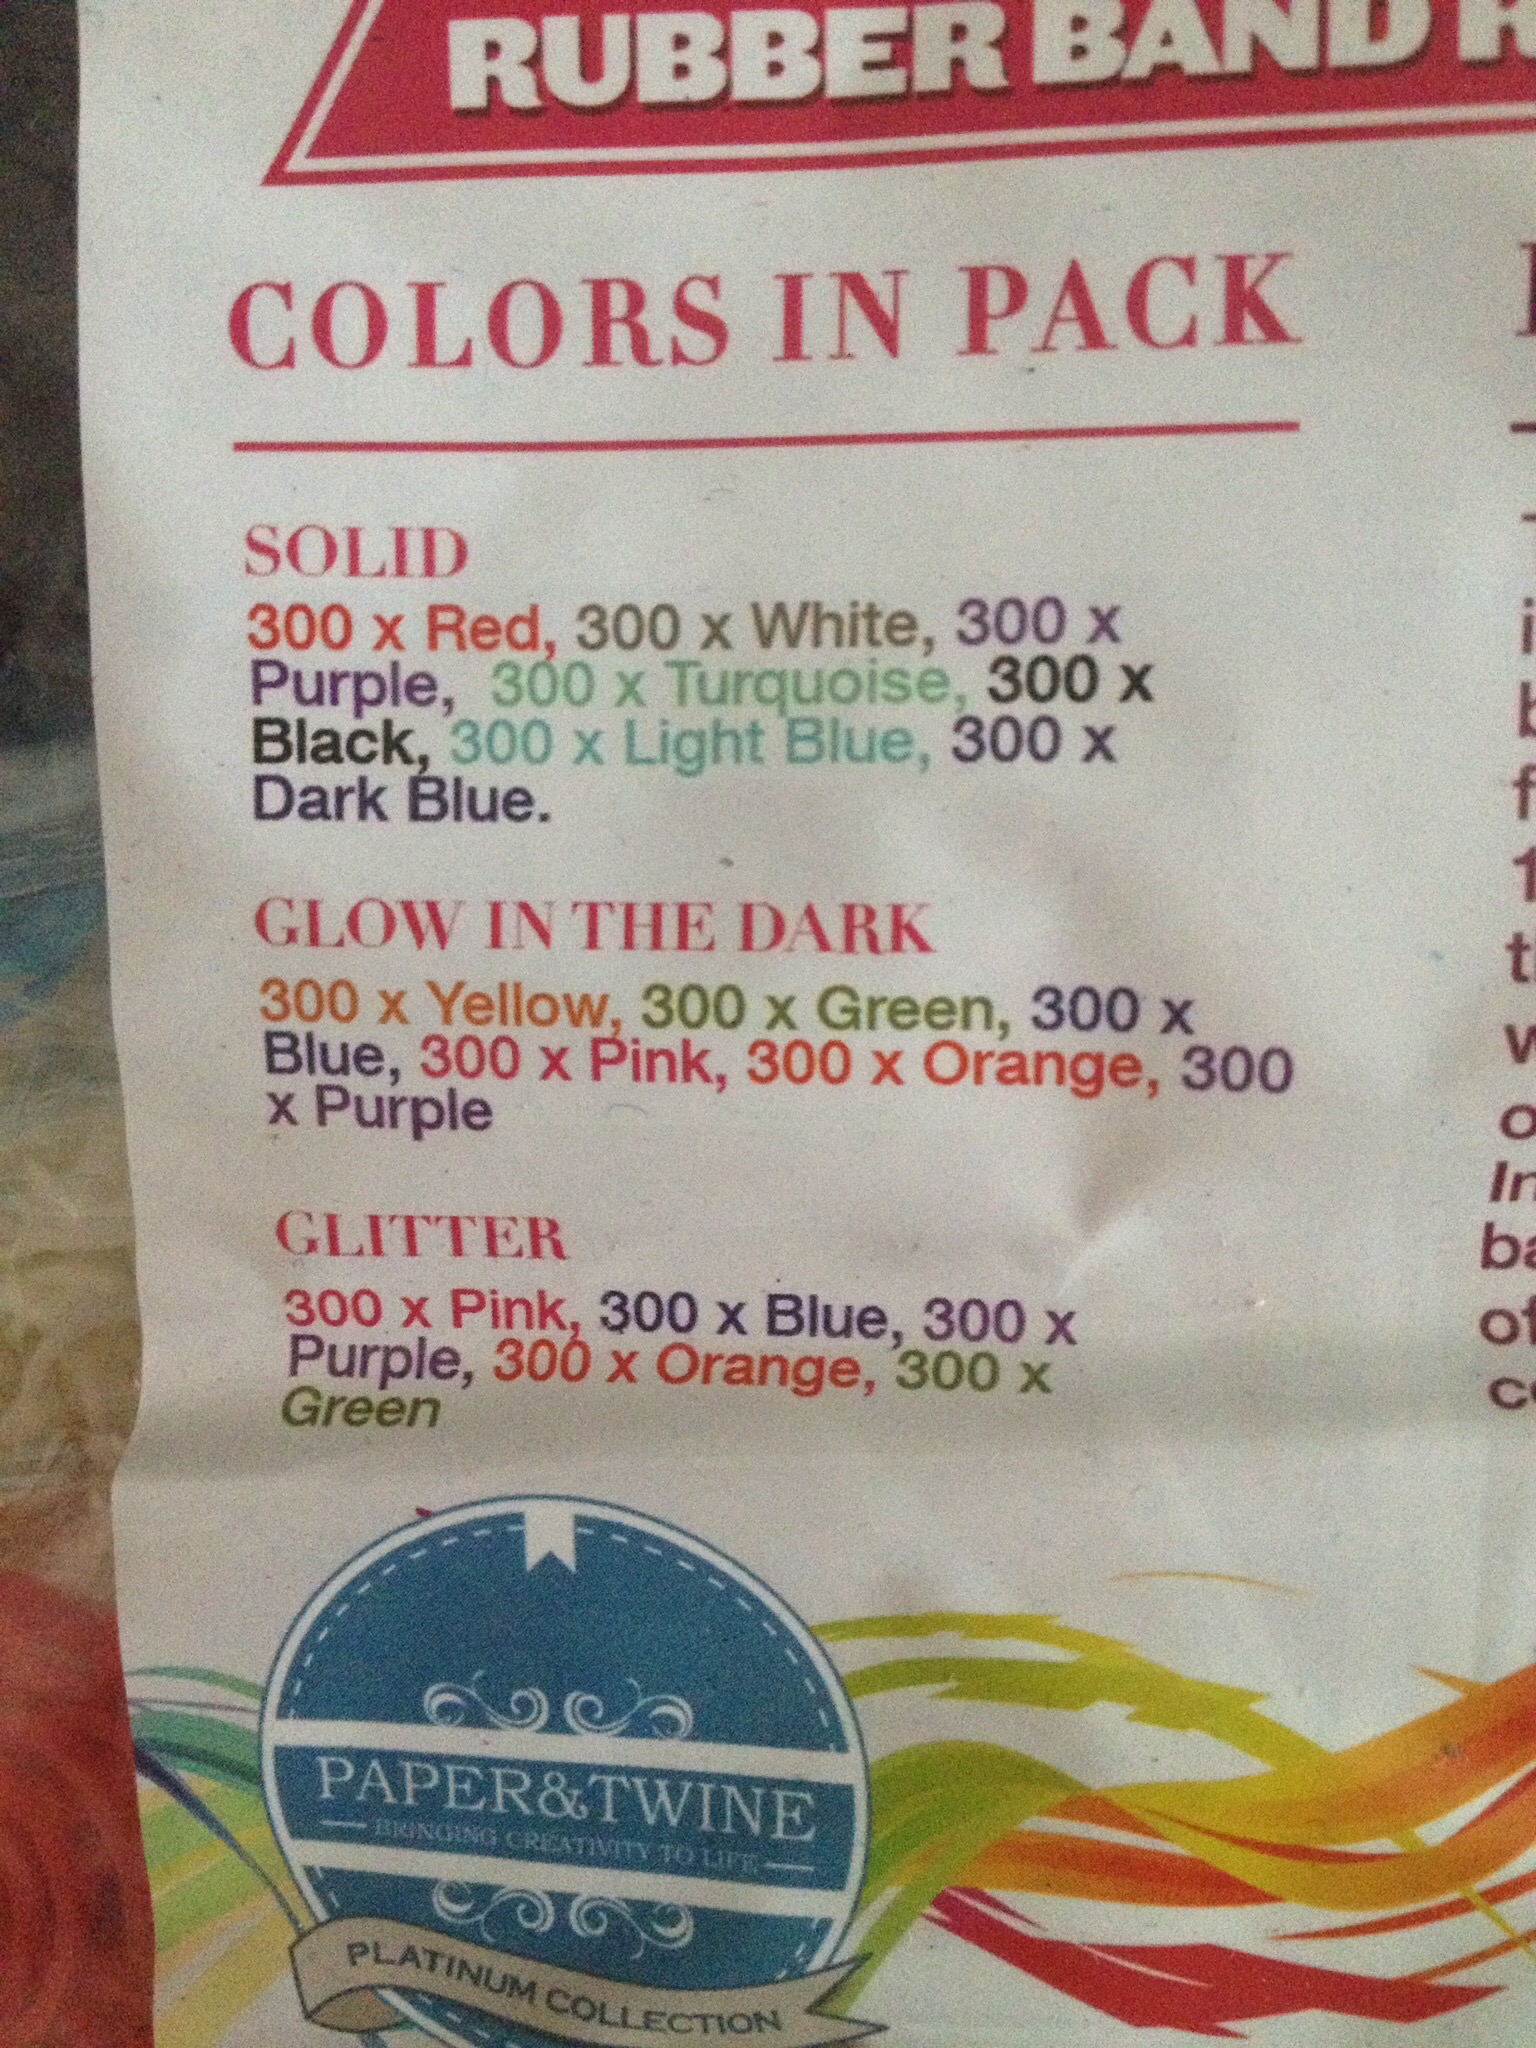 RUBBER BAND
COLORS IN PACK
SOLID
300 x Red, 300 x White, 300 x
Purple, 300 x Turquoise, 300 x
Black, 300 x Light Blue, 300 x
Dark Blue.
GLOW IN THE DARK
300 x Yellow, 300 x Green, 300 x
Blue, 300 x Pink, 300 x Orange, 300
x Purple
GLITTER
300 x Pink, 300 x Blue, 300 x
Purple, 300 x Orange, 300 x
Green
PAPER&TWINE
BRINGING CREATIVITY TO LIFE
PLATINUM COLLECTION